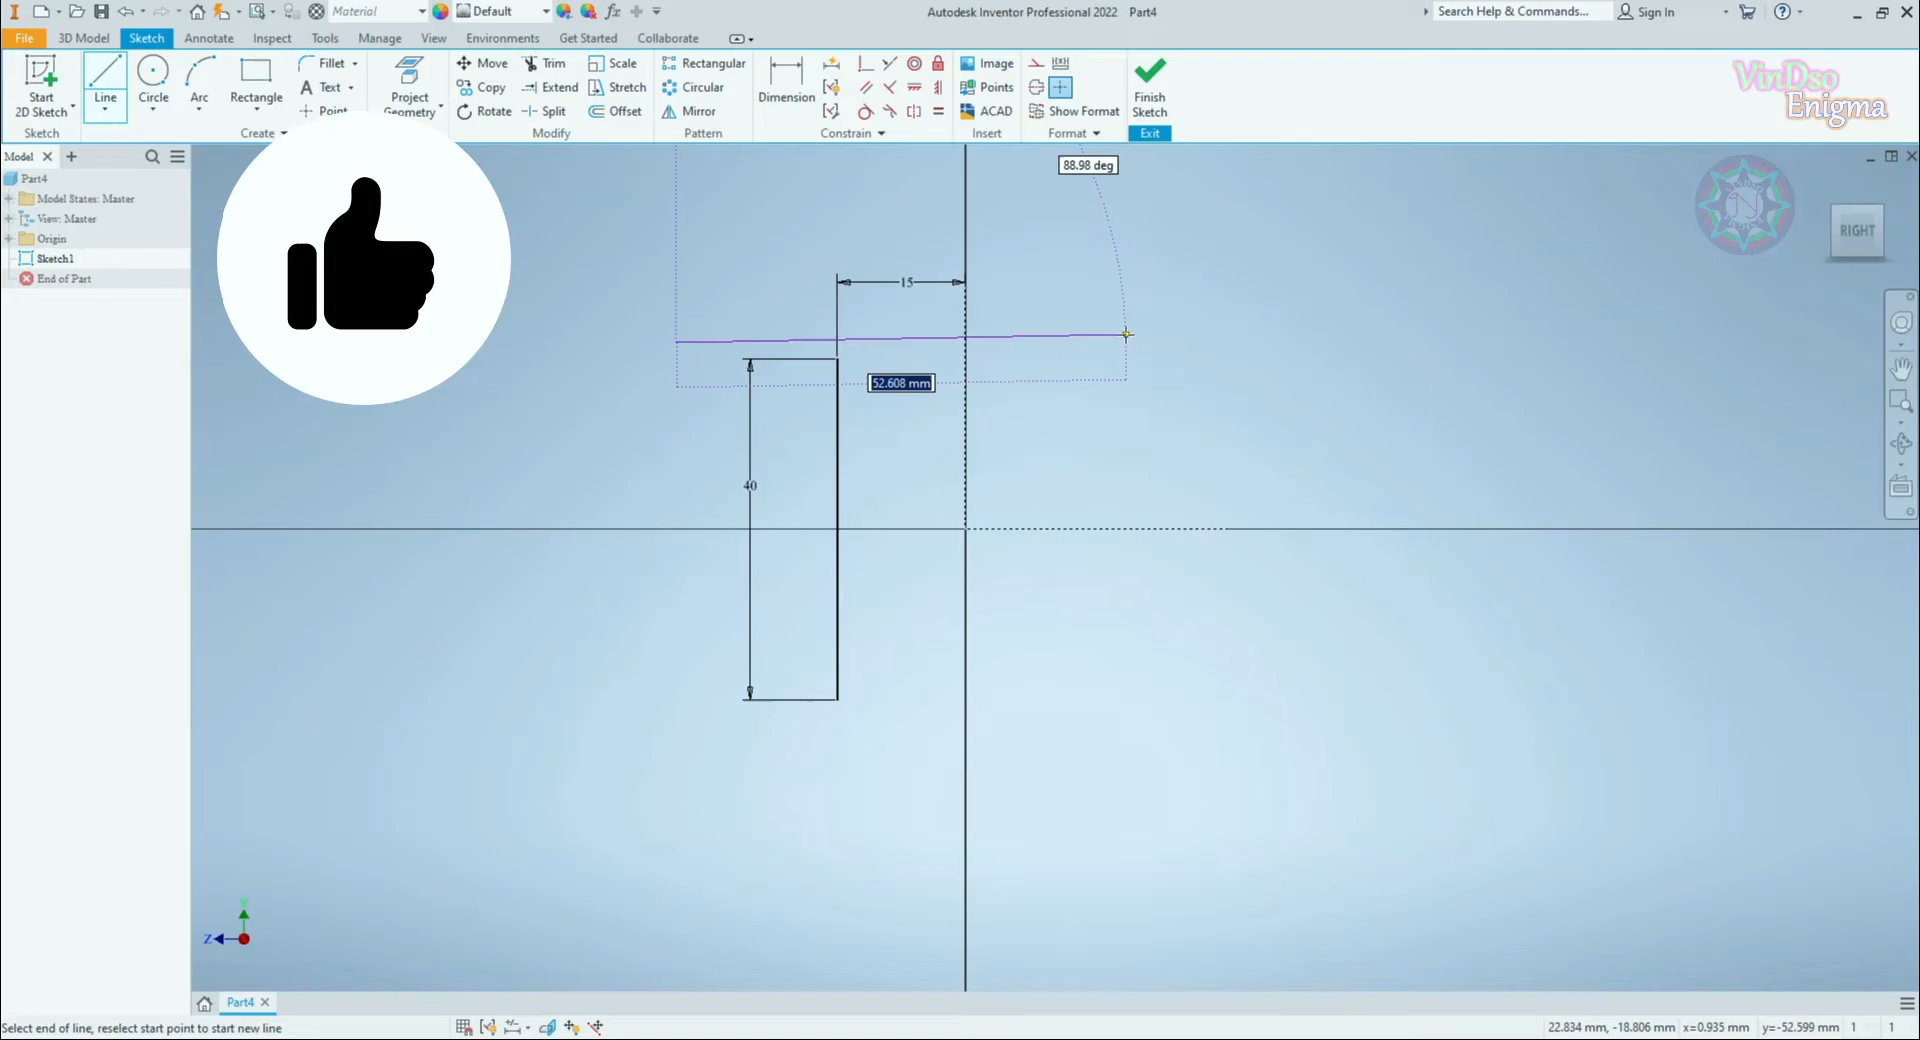 Material
Default
fx
Autodesk Inventor Professional 2022 Part4
Search Help & Commands...
Sign In
File
3D Model
Sketch
Annotate
Inspect
Tools
Manage
View
Environments
Get Started
Collaborate
Start
2D Sketch
Line
Circle
Arc
Rectangle
Fillet
Text
Point
Project
Geometry
Move
Copy
Rotate
Trim
Extend
Split
Scale
Stretch
Offset
Rectangular
Circular
Mirror
Dimension
Image
Points
ACAD
Show Format
Finish
Sketch
Sketch
Create
Modify
Pattern
Constrain
Insert
Format
Exit
VinDso
Enigma
Model
Part4
Model States: Master
View: Master
Origin
Sketch1
End of Part
88.98 deg
RIGHT
15
52.608 mm
40
Z
Part4
Select end of line, reselect start point to start new line
22.834 mm, -18.806 mm x=0.935 mm y=-52.599 mm 1 1